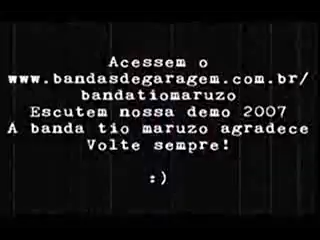 Acessem o
www.bandasdegaragem.com.br/
bandatiomaruzo
Escutem nossa demo 2007
A banda tio maruzo agradece
Volte sempre!
:)